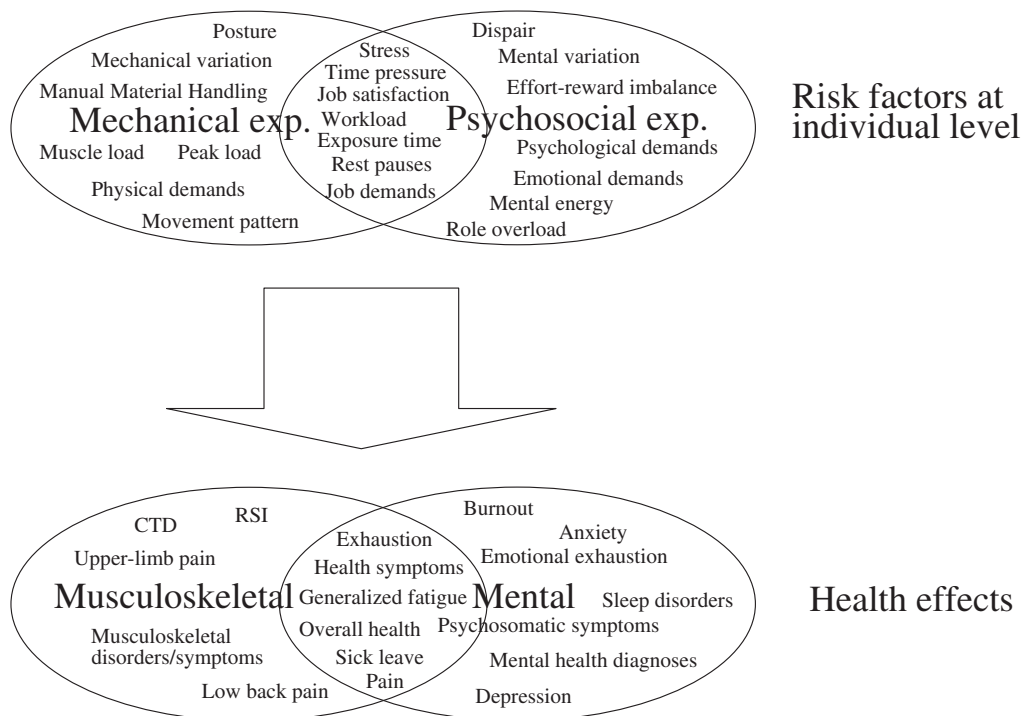 Posture
Mechanical variation
Manual Material Handling
Mechanical exp.
Muscle load
Peak load
Physical demands
Movement pattern
Stress
Time pressure
Job satisfaction
Workload
Exposure time
Rest pauses
Job demands
Dispair
Mental variation
Effort-reward imbalance
Psychosocial exp.
Psychological demands
Emotional demands
Mental energy
Role overload
Risk factors at
individual level
CTD
RSI
Upper-limb pain
Musculoskeletal
Musculoskeletal
disorders/symptoms
Low back pain
Exhaustion
Health symptoms
Generalized fatigue
Overall health
Sick leave
Pain
Burnout
Anxiety
Emotional exhaustion
Mental
Sleep disorders
Psychosomatic symptoms
Mental health diagnoses
Depression
Health effects